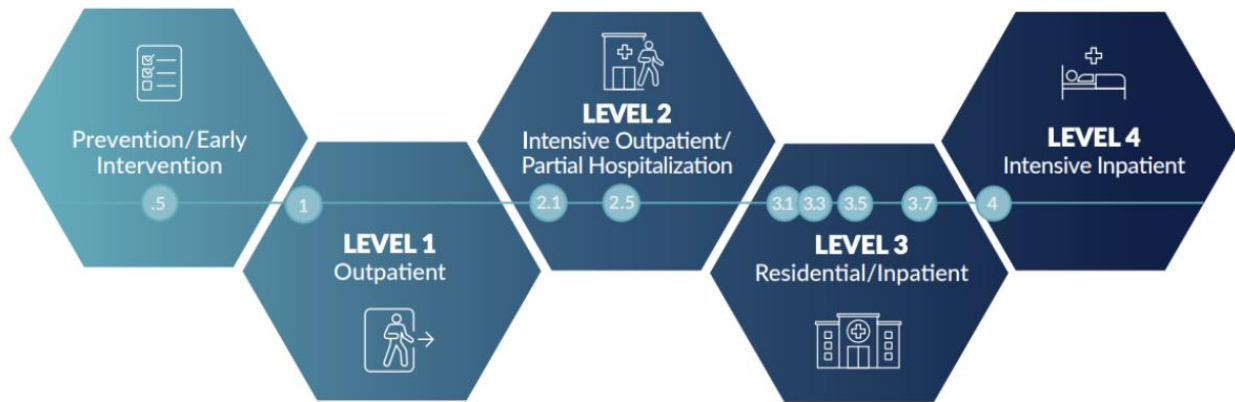 Prevention/Early
Intervention
.5
1
LEVEL 1
Outpatient
LEVEL 2
Intensive Outpatient/
Partial Hospitalization
2.1
2.5
3.1
3.3
3.5
3.7
LEVEL 3
Residential/Inpatient
LEVEL 4
Intensive Inpatient
4